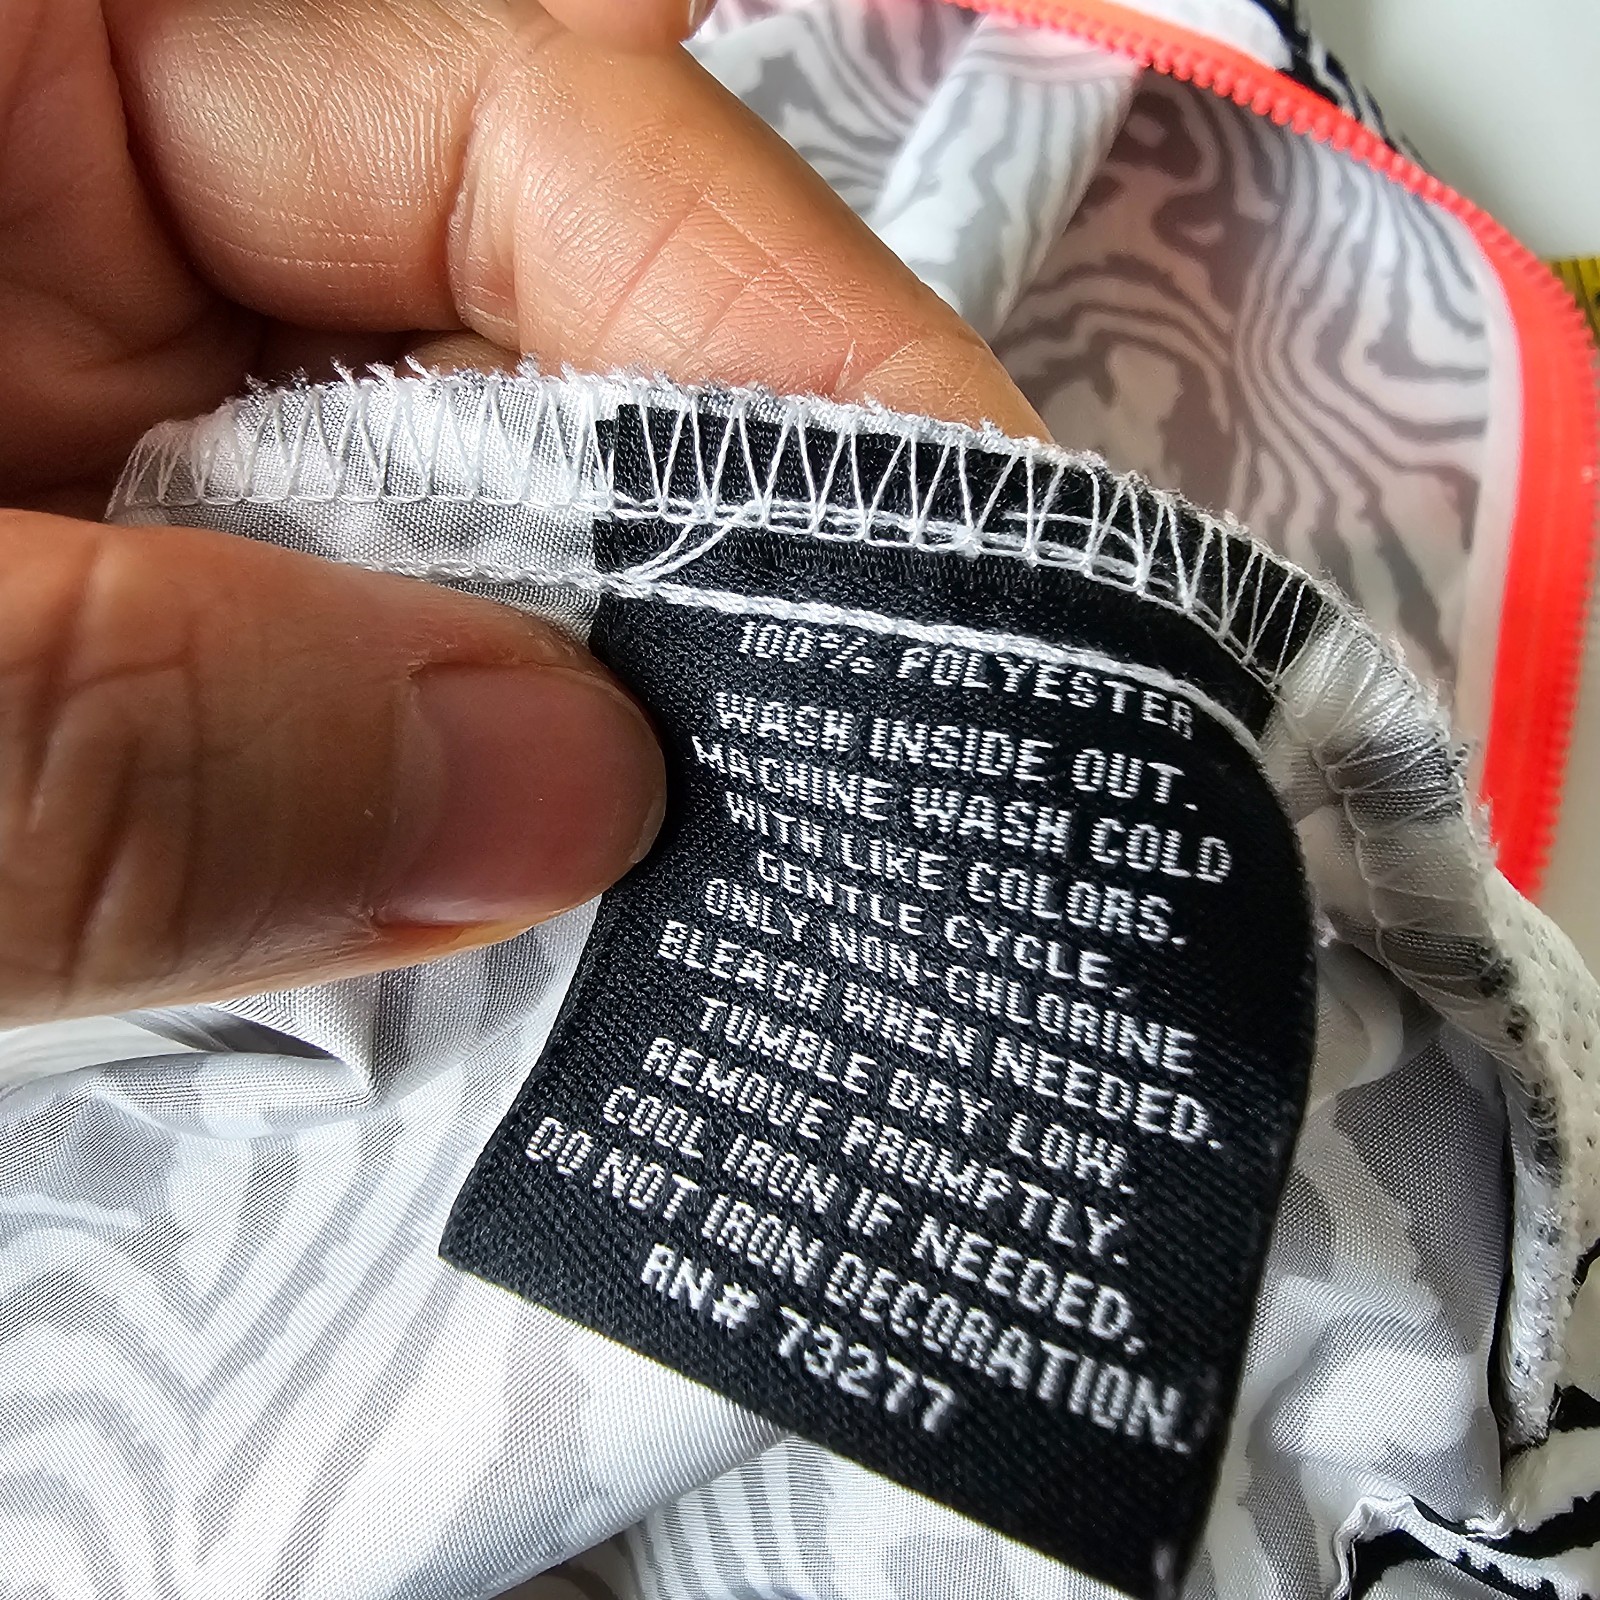 100% POLYESTER
WASH INSIDE OUT.
MACHINE WASH COLD
WITH LIKE COLORS.
GENTLE CYCLE.
ONLY NON-CHLORINE
BLEACH WHEN NEEDED.
TUMBLE DRY LOW.
REMOVE PROMPTLY.
COOL IRON IF NEEDED,
DO NOT IRON DECORATION.
RN# 73277